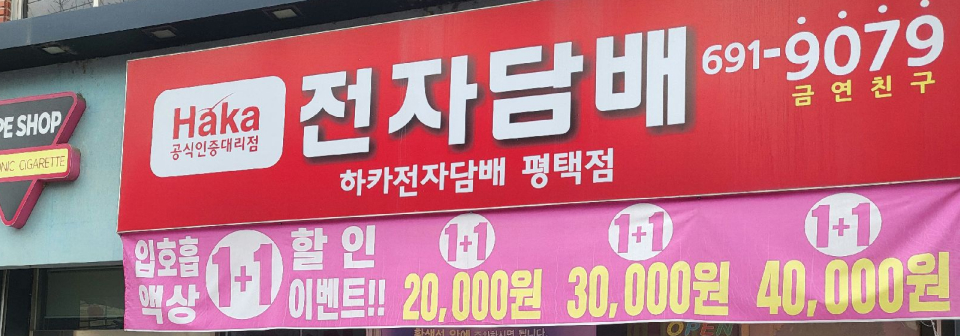 PE SHOP
ONIC CIGARETTE
Haka
공식인증대리점
전자담배
691-9079
금연친구
하카전자담배 평택점
입호흡
액상
1+1
할인
이벤트!!
1+1
20,000원
1+1
30,000원
1+1
40,000원
OPEN